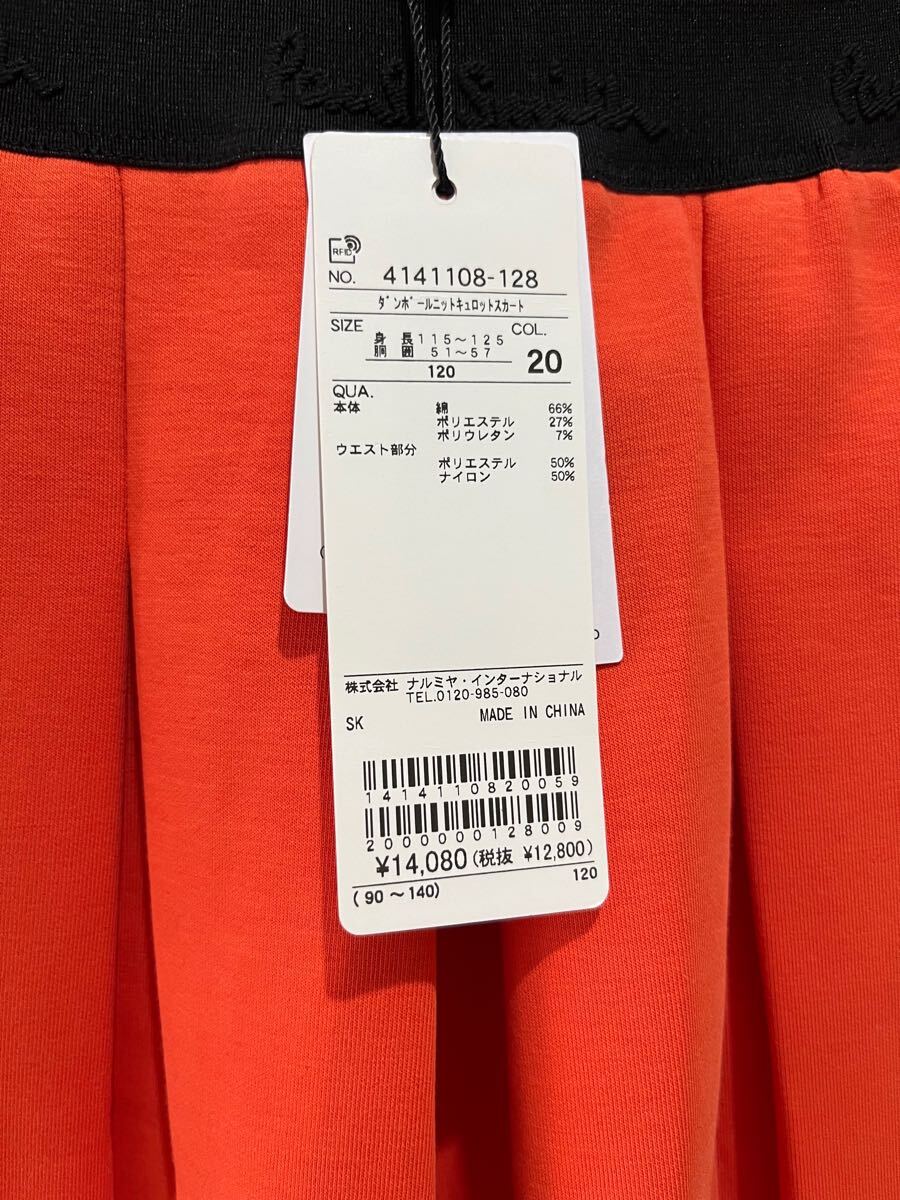 Paul Smith
RFID
NO. 4141108-128
ﾀﾞﾝﾎﾞｰﾙﾆｯﾄｷｭﾛｯﾄｽｶｰﾄ
SIZE
身長 115～125
胴囲 51～57
120
COL.
20
QUA.
本体 綿 66%
ポリエステル 27%
ポリウレタン 7%
ウエスト部分
ポリエステル 50%
ナイロン 50%
株式会社 ナルミヤ・インターナショナル
TEL.0120-985-080
SK MADE IN CHINA
1414110820059
2000000128009
¥14,080(税抜 ¥12,800)
(90～140) 120